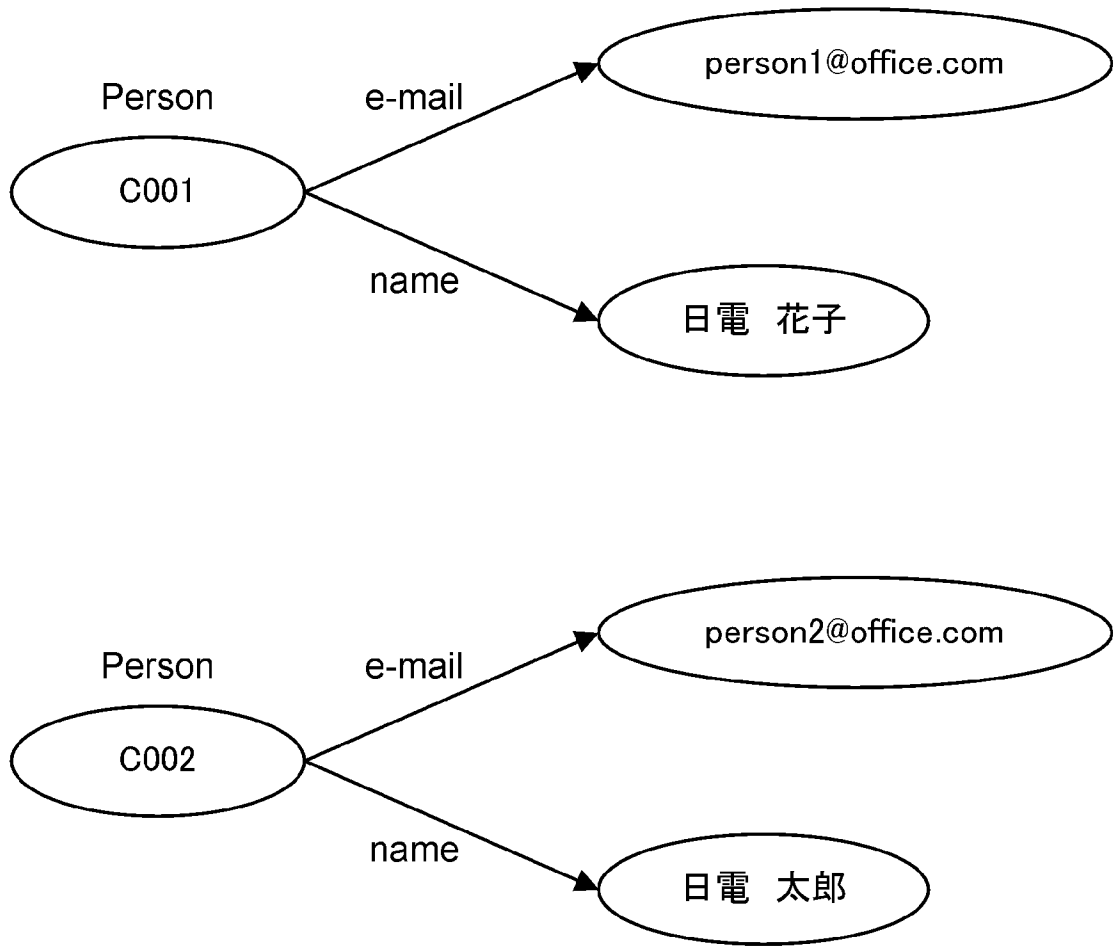 person1@office.com
Person
e-mail
C001
name
日電　花子
person2@office.com
Person
e-mail
C002
name
日電　太郎